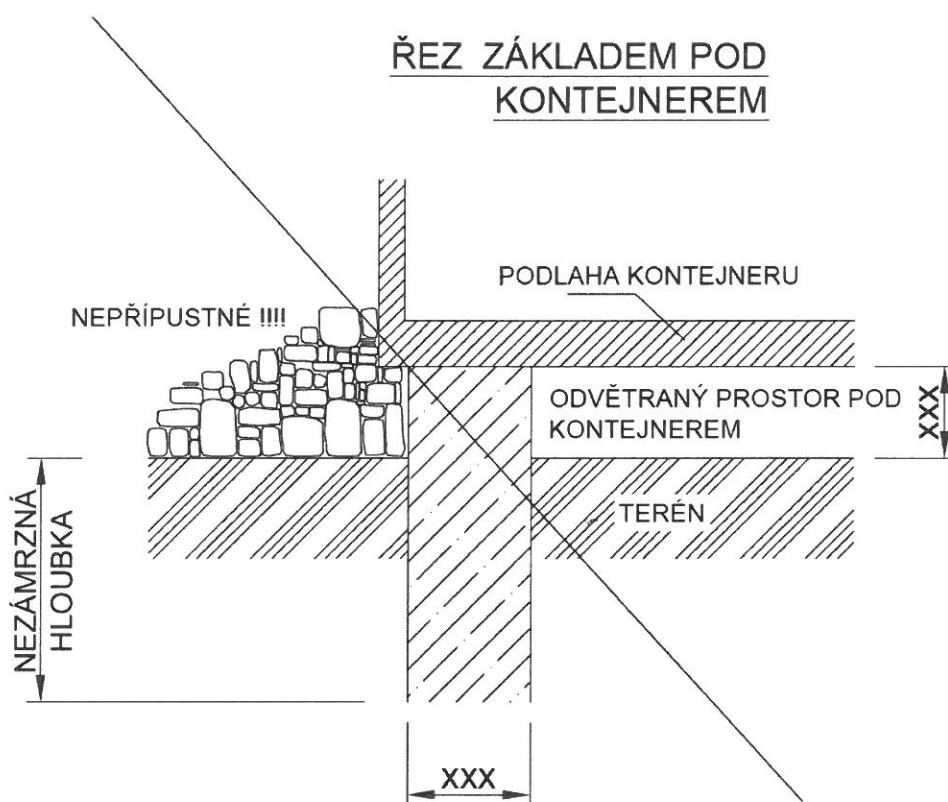 ŘEZ ZÁKLADEM POD
KONTEJNEREM
PODLAHA KONTEJNERU
NEPŘÍPUSTNÉ !!!!
ODVĚTRANÝ PROSTOR POD
KONTEJNEREM
XXX
TERÉN
NEZÁMRZNÁ
HLOUBKA
XXX